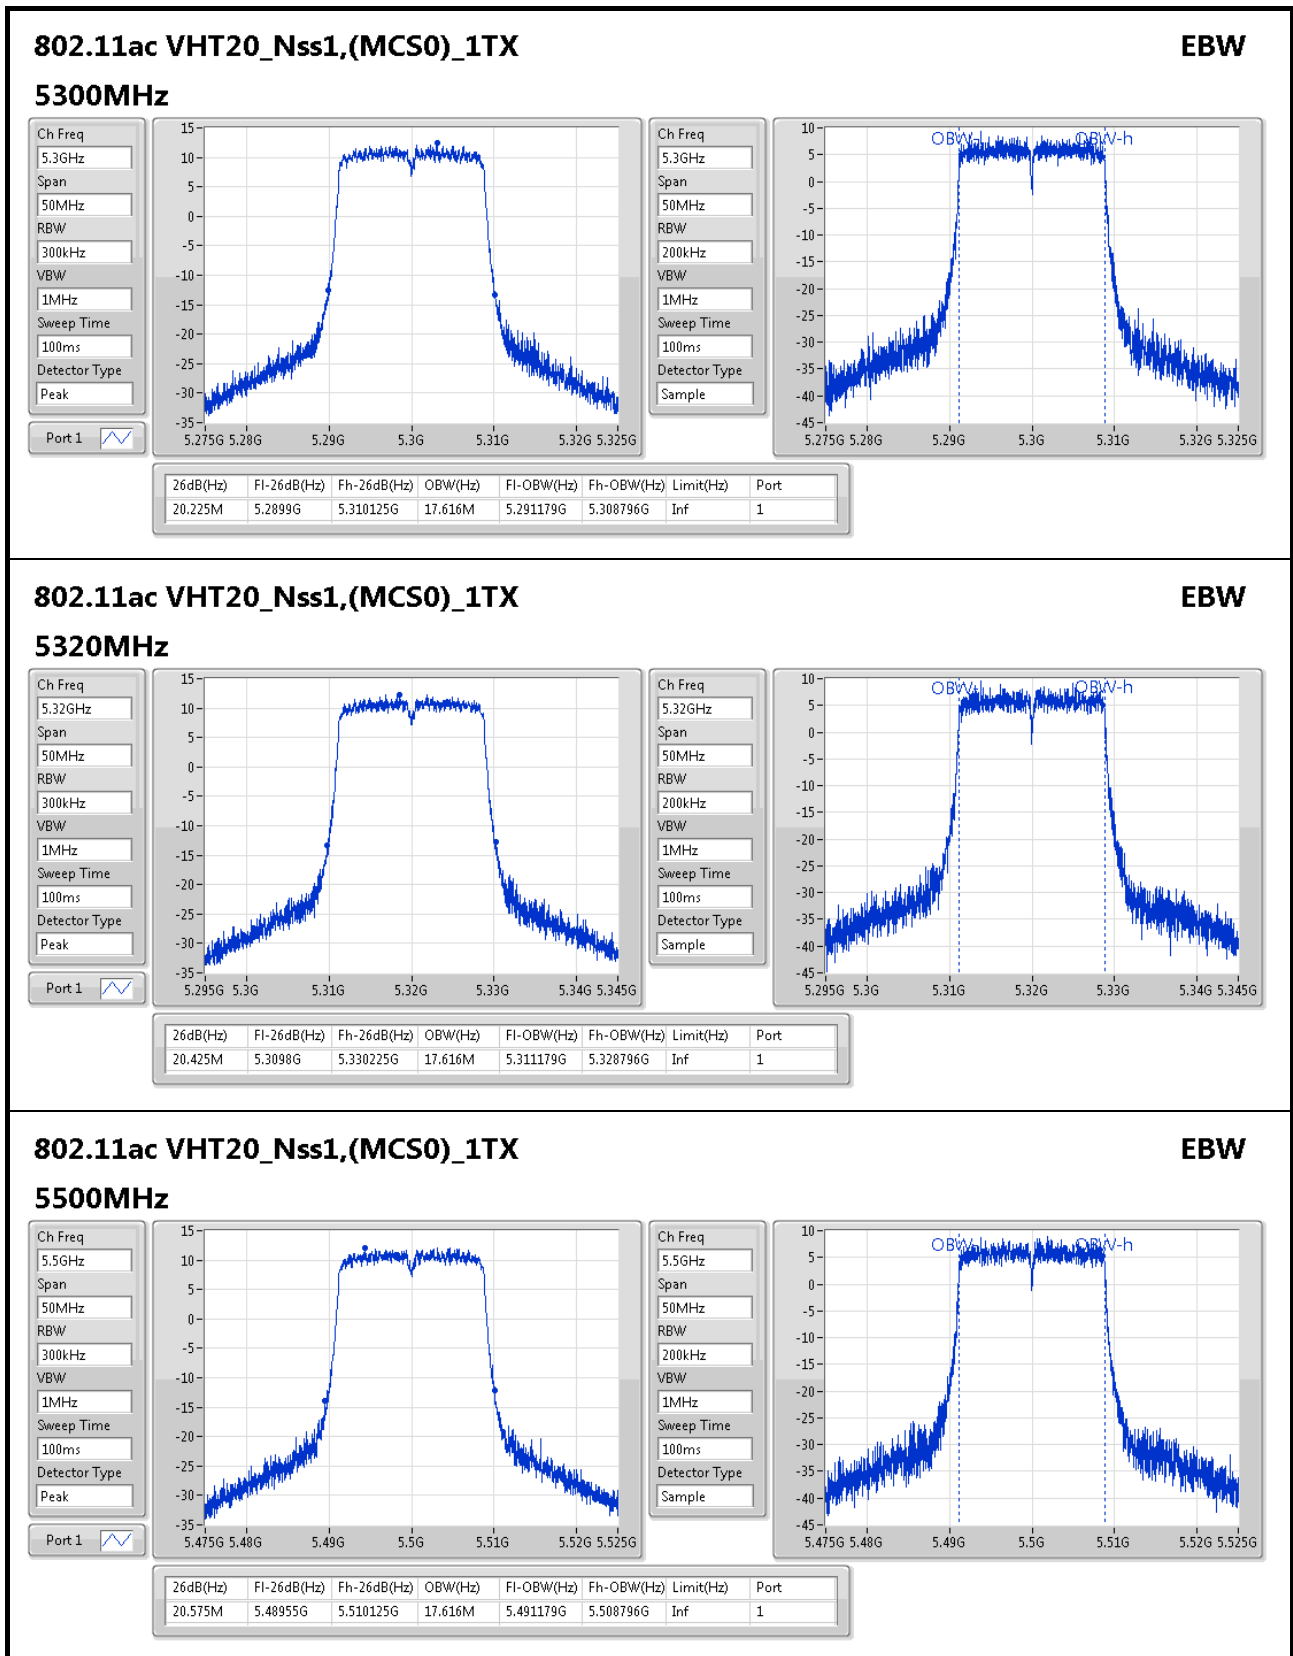 802.11ac VHT20_Nss1,(MCS0)_1TX EBW
5300MHz
Ch Freq
5.3GHz
Span
50MHz
RBW
300kHz
VBW
1MHz
Sweep Time
100ms
Detector Type
Peak
Port 1
15
10
5
0
-5
-10
-15
-20
-25
-30
-35
5.275G 5.28G 5.29G 5.3G 5.31G 5.32G 5.325G
Ch Freq
5.3GHz
Span
50MHz
RBW
200kHz
VBW
1MHz
Sweep Time
100ms
Detector Type
Sample
10
5
0
-5
-10
-15
-20
-25
-30
-35
-40
-45
OBW-l OBW-h
5.275G 5.28G 5.29G 5.3G 5.31G 5.32G 5.325G
26dB(Hz) Fl-26dB(Hz) Fh-26dB(Hz) OBW(Hz) Fl-OBW(Hz) Fh-OBW(Hz) Limit(Hz) Port
20.225M 5.2899G 5.310125G 17.616M 5.291179G 5.308796G Inf 1
802.11ac VHT20_Nss1,(MCS0)_1TX EBW
5320MHz
Ch Freq
5.32GHz
Span
50MHz
RBW
300kHz
VBW
1MHz
Sweep Time
100ms
Detector Type
Peak
Port 1
15
10
5
0
-5
-10
-15
-20
-25
-30
-35
5.295G 5.3G 5.31G 5.32G 5.33G 5.34G 5.345G
Ch Freq
5.32GHz
Span
50MHz
RBW
200kHz
VBW
1MHz
Sweep Time
100ms
Detector Type
Sample
10
5
0
-5
-10
-15
-20
-25
-30
-35
-40
-45
OBW-l OBW-h
5.295G 5.3G 5.31G 5.32G 5.33G 5.34G 5.345G
26dB(Hz) Fl-26dB(Hz) Fh-26dB(Hz) OBW(Hz) Fl-OBW(Hz) Fh-OBW(Hz) Limit(Hz) Port
20.425M 5.3098G 5.330225G 17.616M 5.311179G 5.328796G Inf 1
802.11ac VHT20_Nss1,(MCS0)_1TX EBW
5500MHz
Ch Freq
5.5GHz
Span
50MHz
RBW
300kHz
VBW
1MHz
Sweep Time
100ms
Detector Type
Peak
Port 1
15
10
5
0
-5
-10
-15
-20
-25
-30
-35
5.475G 5.48G 5.49G 5.5G 5.51G 5.52G 5.525G
Ch Freq
5.5GHz
Span
50MHz
RBW
200kHz
VBW
1MHz
Sweep Time
100ms
Detector Type
Sample
10
5
0
-5
-10
-15
-20
-25
-30
-35
-40
-45
OBW-l OBW-h
5.475G 5.48G 5.49G 5.5G 5.51G 5.52G 5.525G
26dB(Hz) Fl-26dB(Hz) Fh-26dB(Hz) OBW(Hz) Fl-OBW(Hz) Fh-OBW(Hz) Limit(Hz) Port
20.575M 5.48955G 5.510125G 17.616M 5.491179G 5.508796G Inf 1